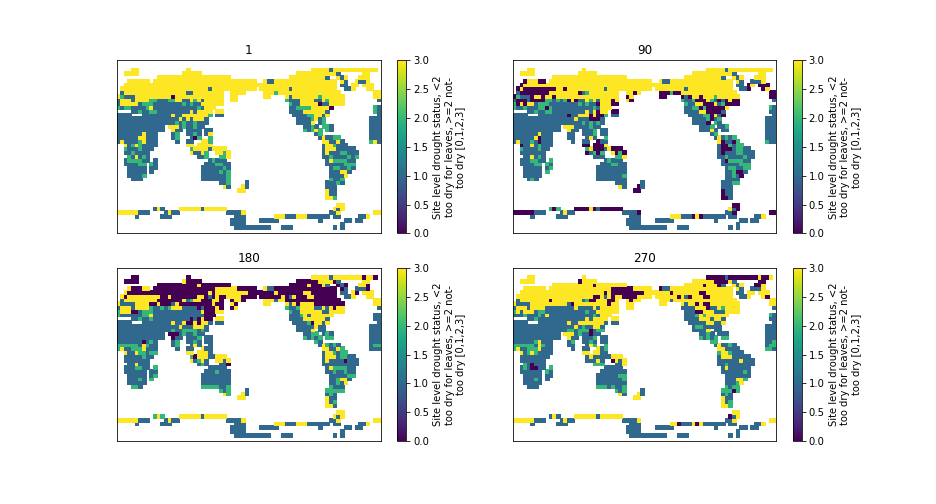 1
3.0
2.5
2.0
1.5
1.0
0.5
0.0
Site level drought status, <2
too dry for leaves, >=2 not-
too dry [0,1,2,3]
90
3.0
2.5
2.0
1.5
1.0
0.5
0.0
Site level drought status, <2
too dry for leaves, >=2 not-
too dry [0,1,2,3]
180
3.0
2.5
2.0
1.5
1.0
0.5
0.0
Site level drought status, <2
too dry for leaves, >=2 not-
too dry [0,1,2,3]
270
3.0
2.5
2.0
1.5
1.0
0.5
0.0
Site level drought status, <2
too dry for leaves, >=2 not-
too dry [0,1,2,3]